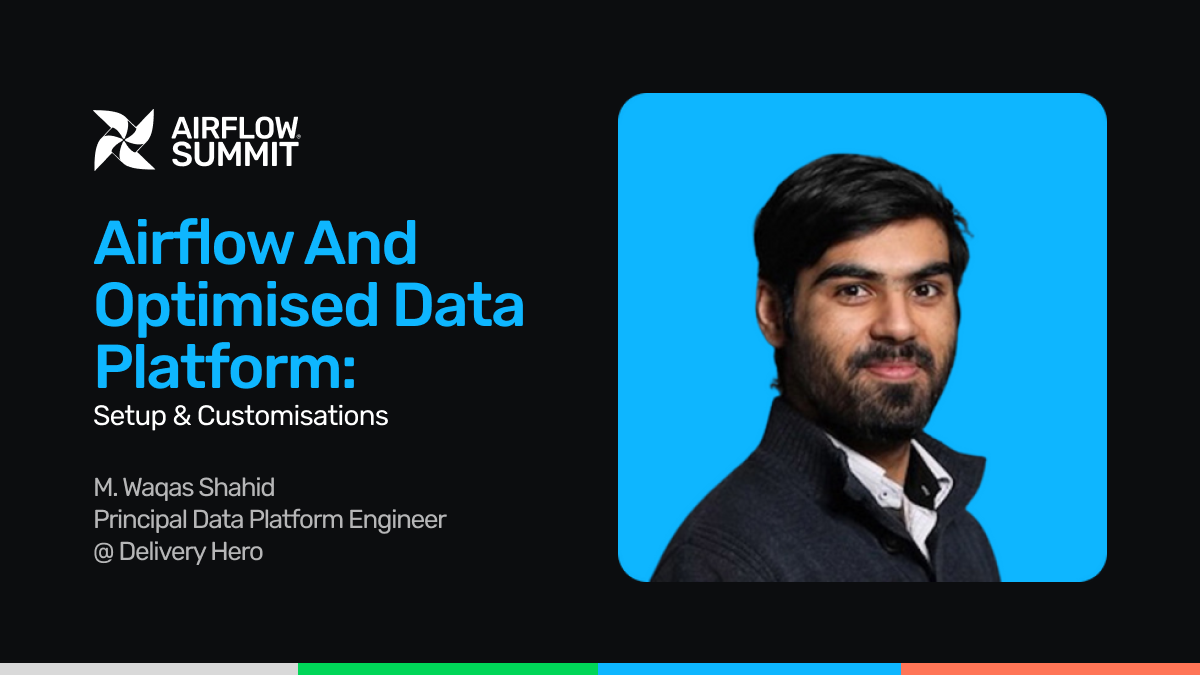 AIRFLOW
SUMMIT
Airflow And
Optimised Data
Platform:
Setup & Customisations
M. Waqas Shahid
Principal Data Platform Engineer
@ Delivery Hero